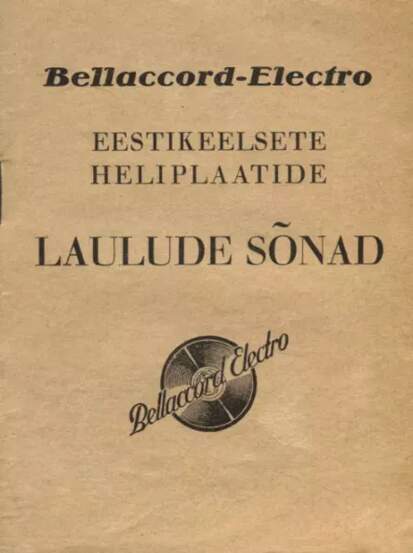 Bellaccord-Electro
EESTIKEELSETE
HELIPLAATIDE
LAULUDE SÕNAD
Bellaccord Electro